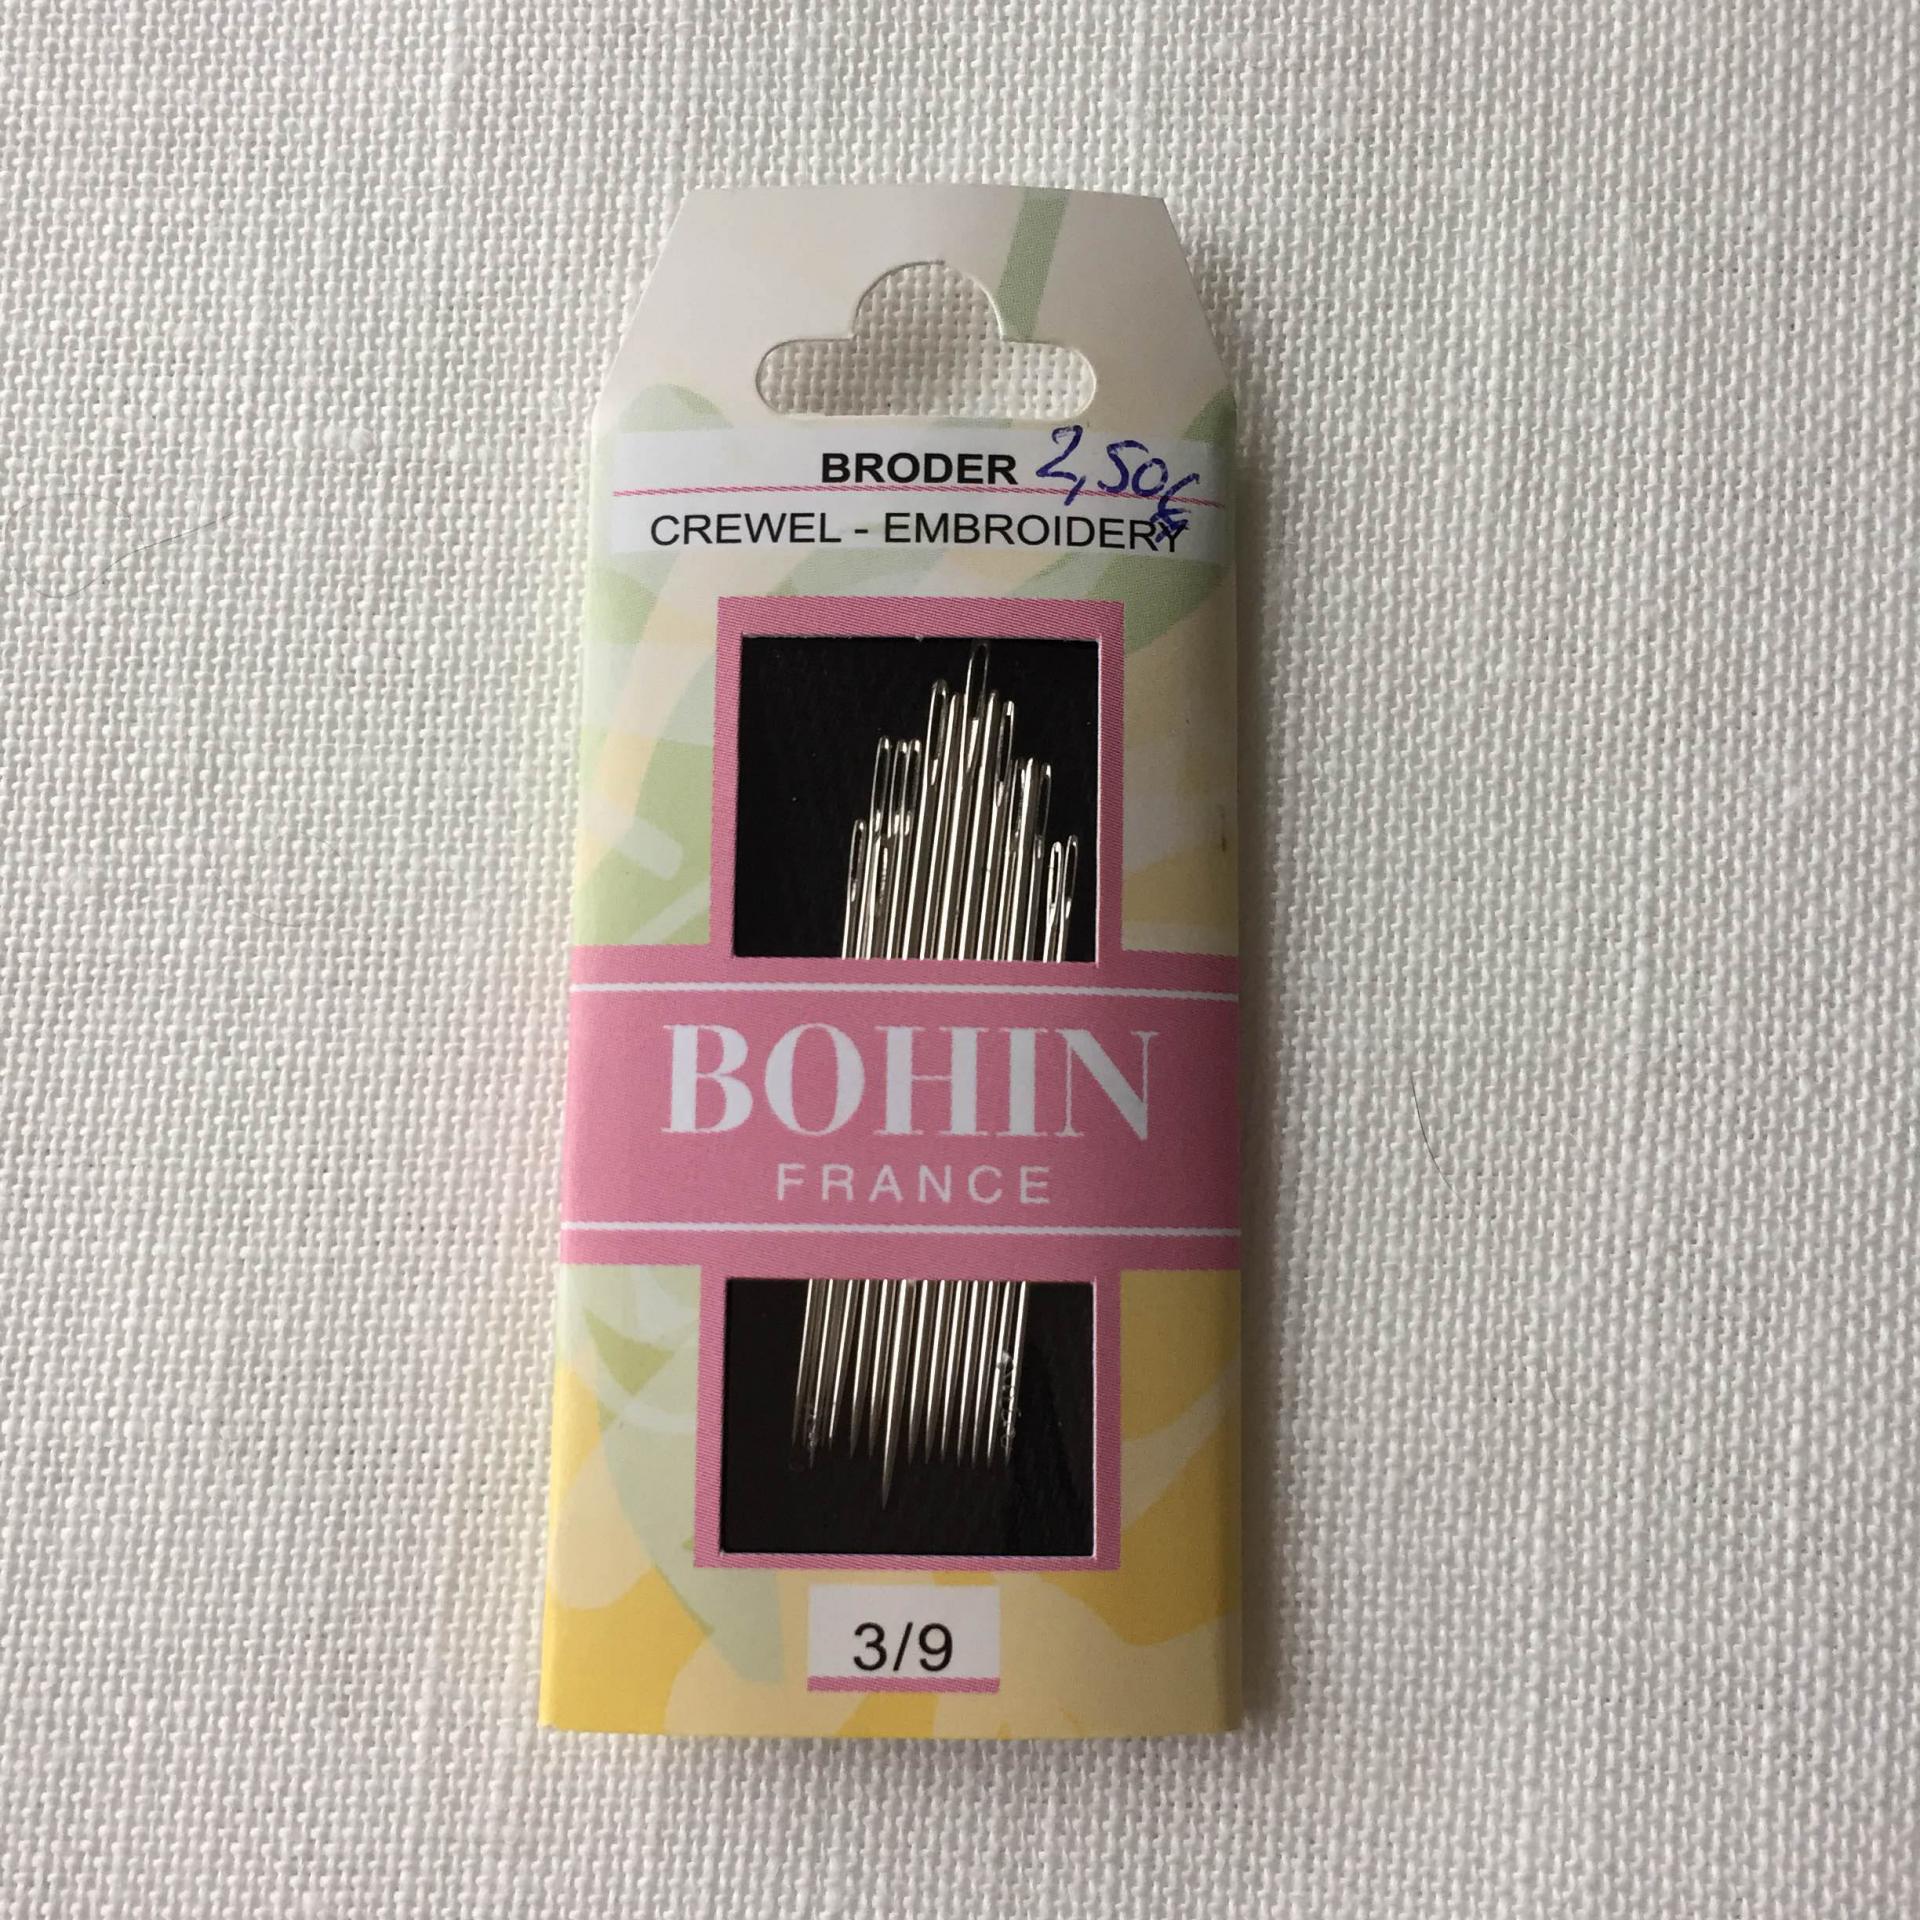 BRODER 2,50€
CREWEL - EMBROIDERY
BOHIN
FRANCE
3/9